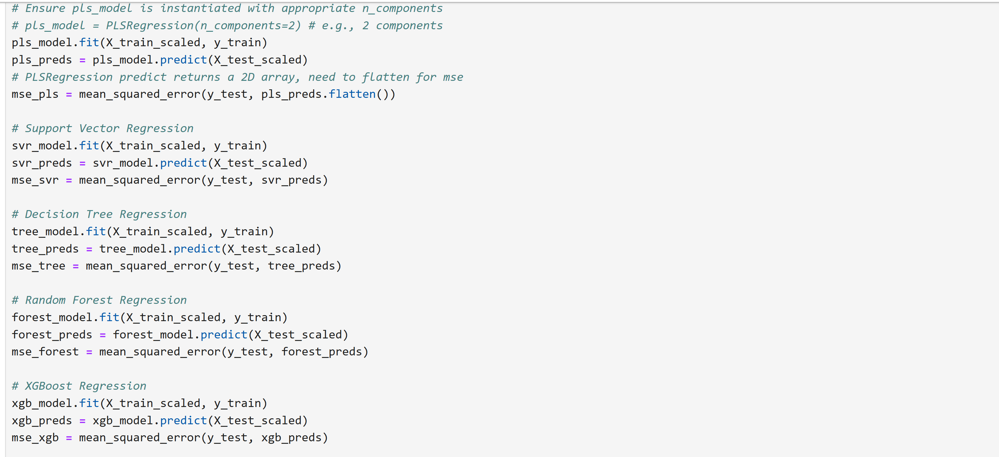 # Ensure pls_model is instantiated with appropriate n_components
# pls_model = PLSRegression(n_components=2) # e.g., 2 components
pls_model.fit(X_train_scaled, y_train)
pls_preds = pls_model.predict(X_test_scaled)
# PLSRegression predict returns a 2D array, need to flatten for mse
mse_pls = mean_squared_error(y_test, pls_preds.flatten())
# Support Vector Regression
svr_model.fit(X_train_scaled, y_train)
svr_preds = svr_model.predict(X_test_scaled)
mse_svr = mean_squared_error(y_test, svr_preds)
# Decision Tree Regression
tree_model.fit(X_train_scaled, y_train)
tree_preds = tree_model.predict(X_test_scaled)
mse_tree = mean_squared_error(y_test, tree_preds)
# Random Forest Regression
forest_model.fit(X_train_scaled, y_train)
forest_preds = forest_model.predict(X_test_scaled)
mse_forest = mean_squared_error(y_test, forest_preds)
# XGBoost Regression
xgb_model.fit(X_train_scaled, y_train)
xgb_preds = xgb_model.predict(X_test_scaled)
mse_xgb = mean_squared_error(y_test, xgb_preds)